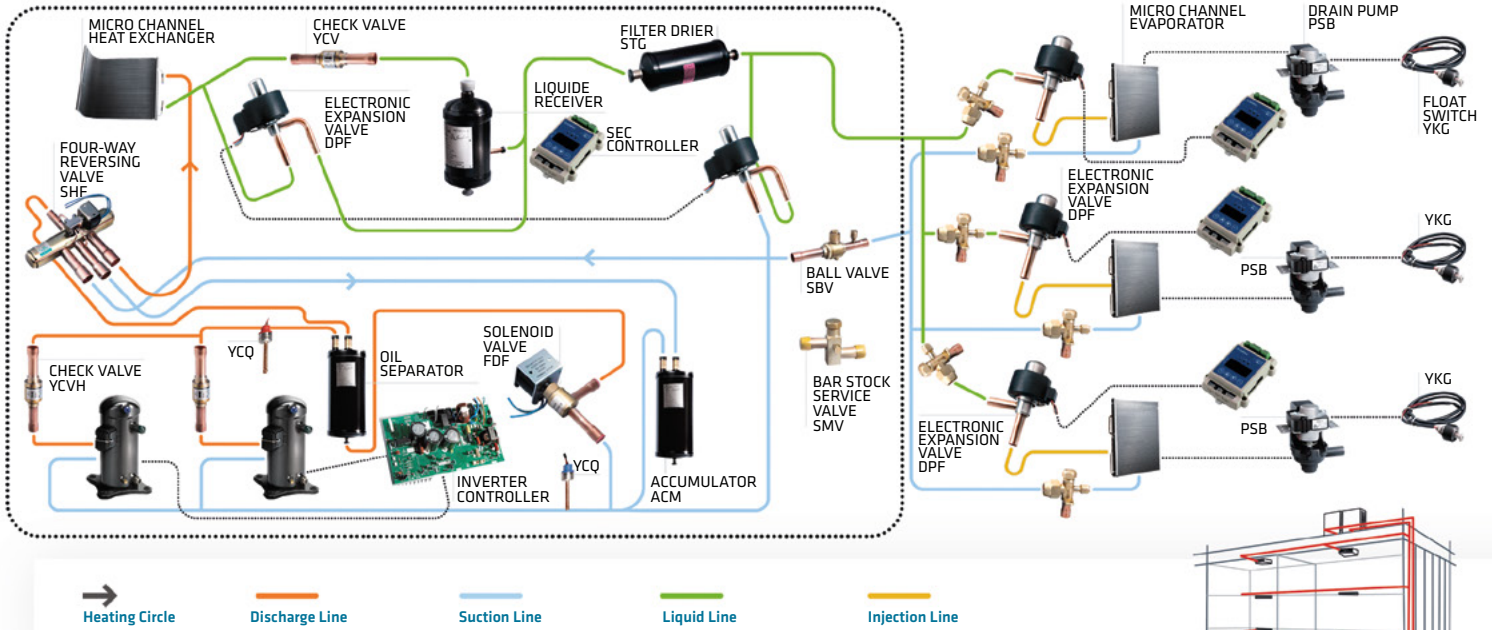 MICRO CHANNEL
HEAT EXCHANGER
CHECK VALVE
YCV
FILTER DRIER
STG
MICRO CHANNEL
EVAPORATOR
DRAIN PUMP
PSB
ELECTRONIC
EXPANSION
VALVE
DPF
LIQUIDE
RECEIVER
SEC
CONTROLLER
FLOAT
SWITCH
YKG
FOUR-WAY
REVERSING
VALVE
SHF
ELECTRONIC
EXPANSION
VALVE
DPF
YKG
PSB
BALL VALVE
SBV
YCQ
CHECK VALVE
YCVH
OIL
SEPARATOR
SOLENOID
VALVE
FDF
BAR STOCK
SERVICE
VALVE
SMV
YKG
PSB
ELECTRONIC
EXPANSION
VALVE
DPF
INVERTER
CONTROLLER
YCQ
ACCUMULATOR
ACM
Heating Circle
Discharge Line
Suction Line
Liquid Line
Injection Line